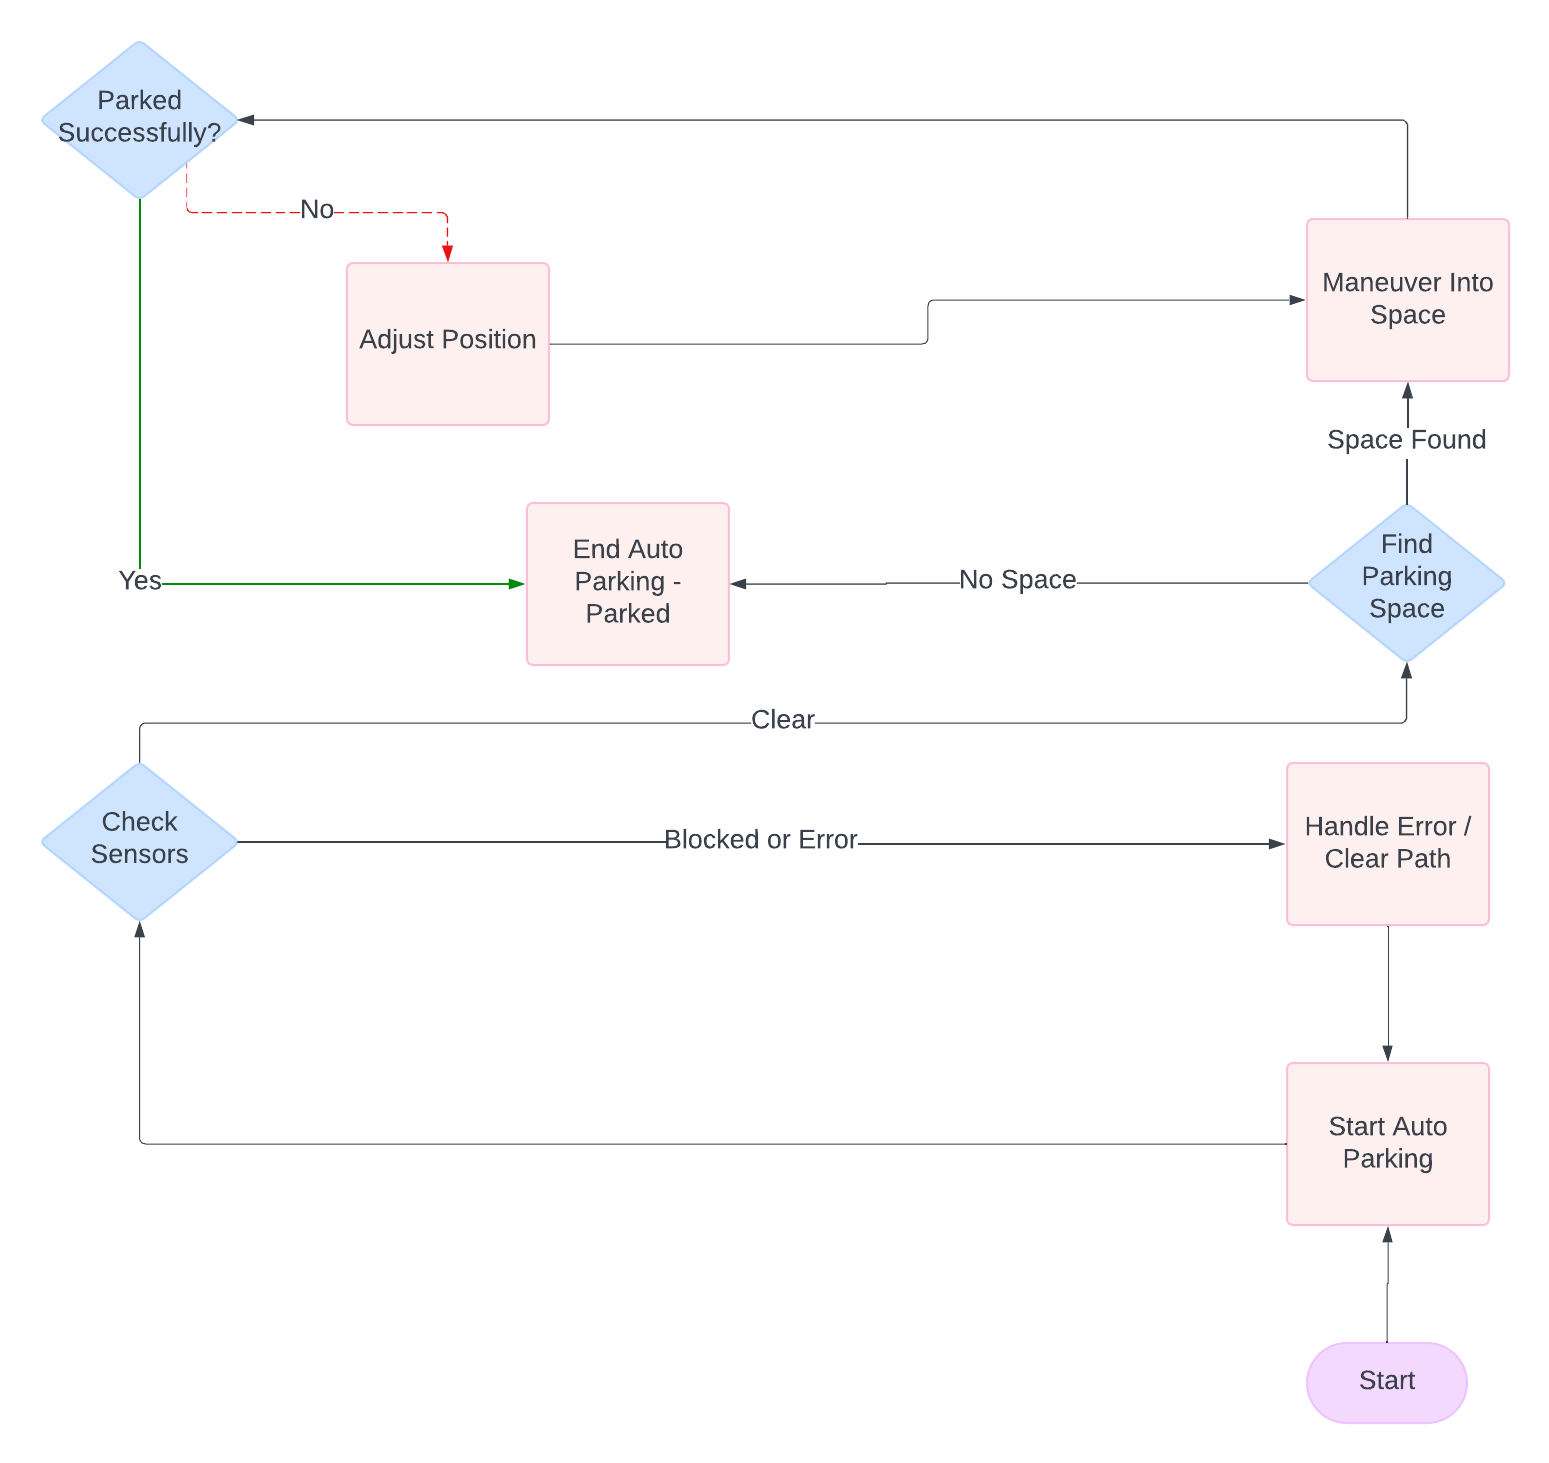 Parked
Successfully?
No
Adjust Position
Maneuver Into
Space
Space Found
End Auto
Parking -
Parked
Yes
No Space
Find
Parking
Space
Clear
Check
Sensors
Blocked or Error
Handle Error /
Clear Path
Start Auto
Parking
Start